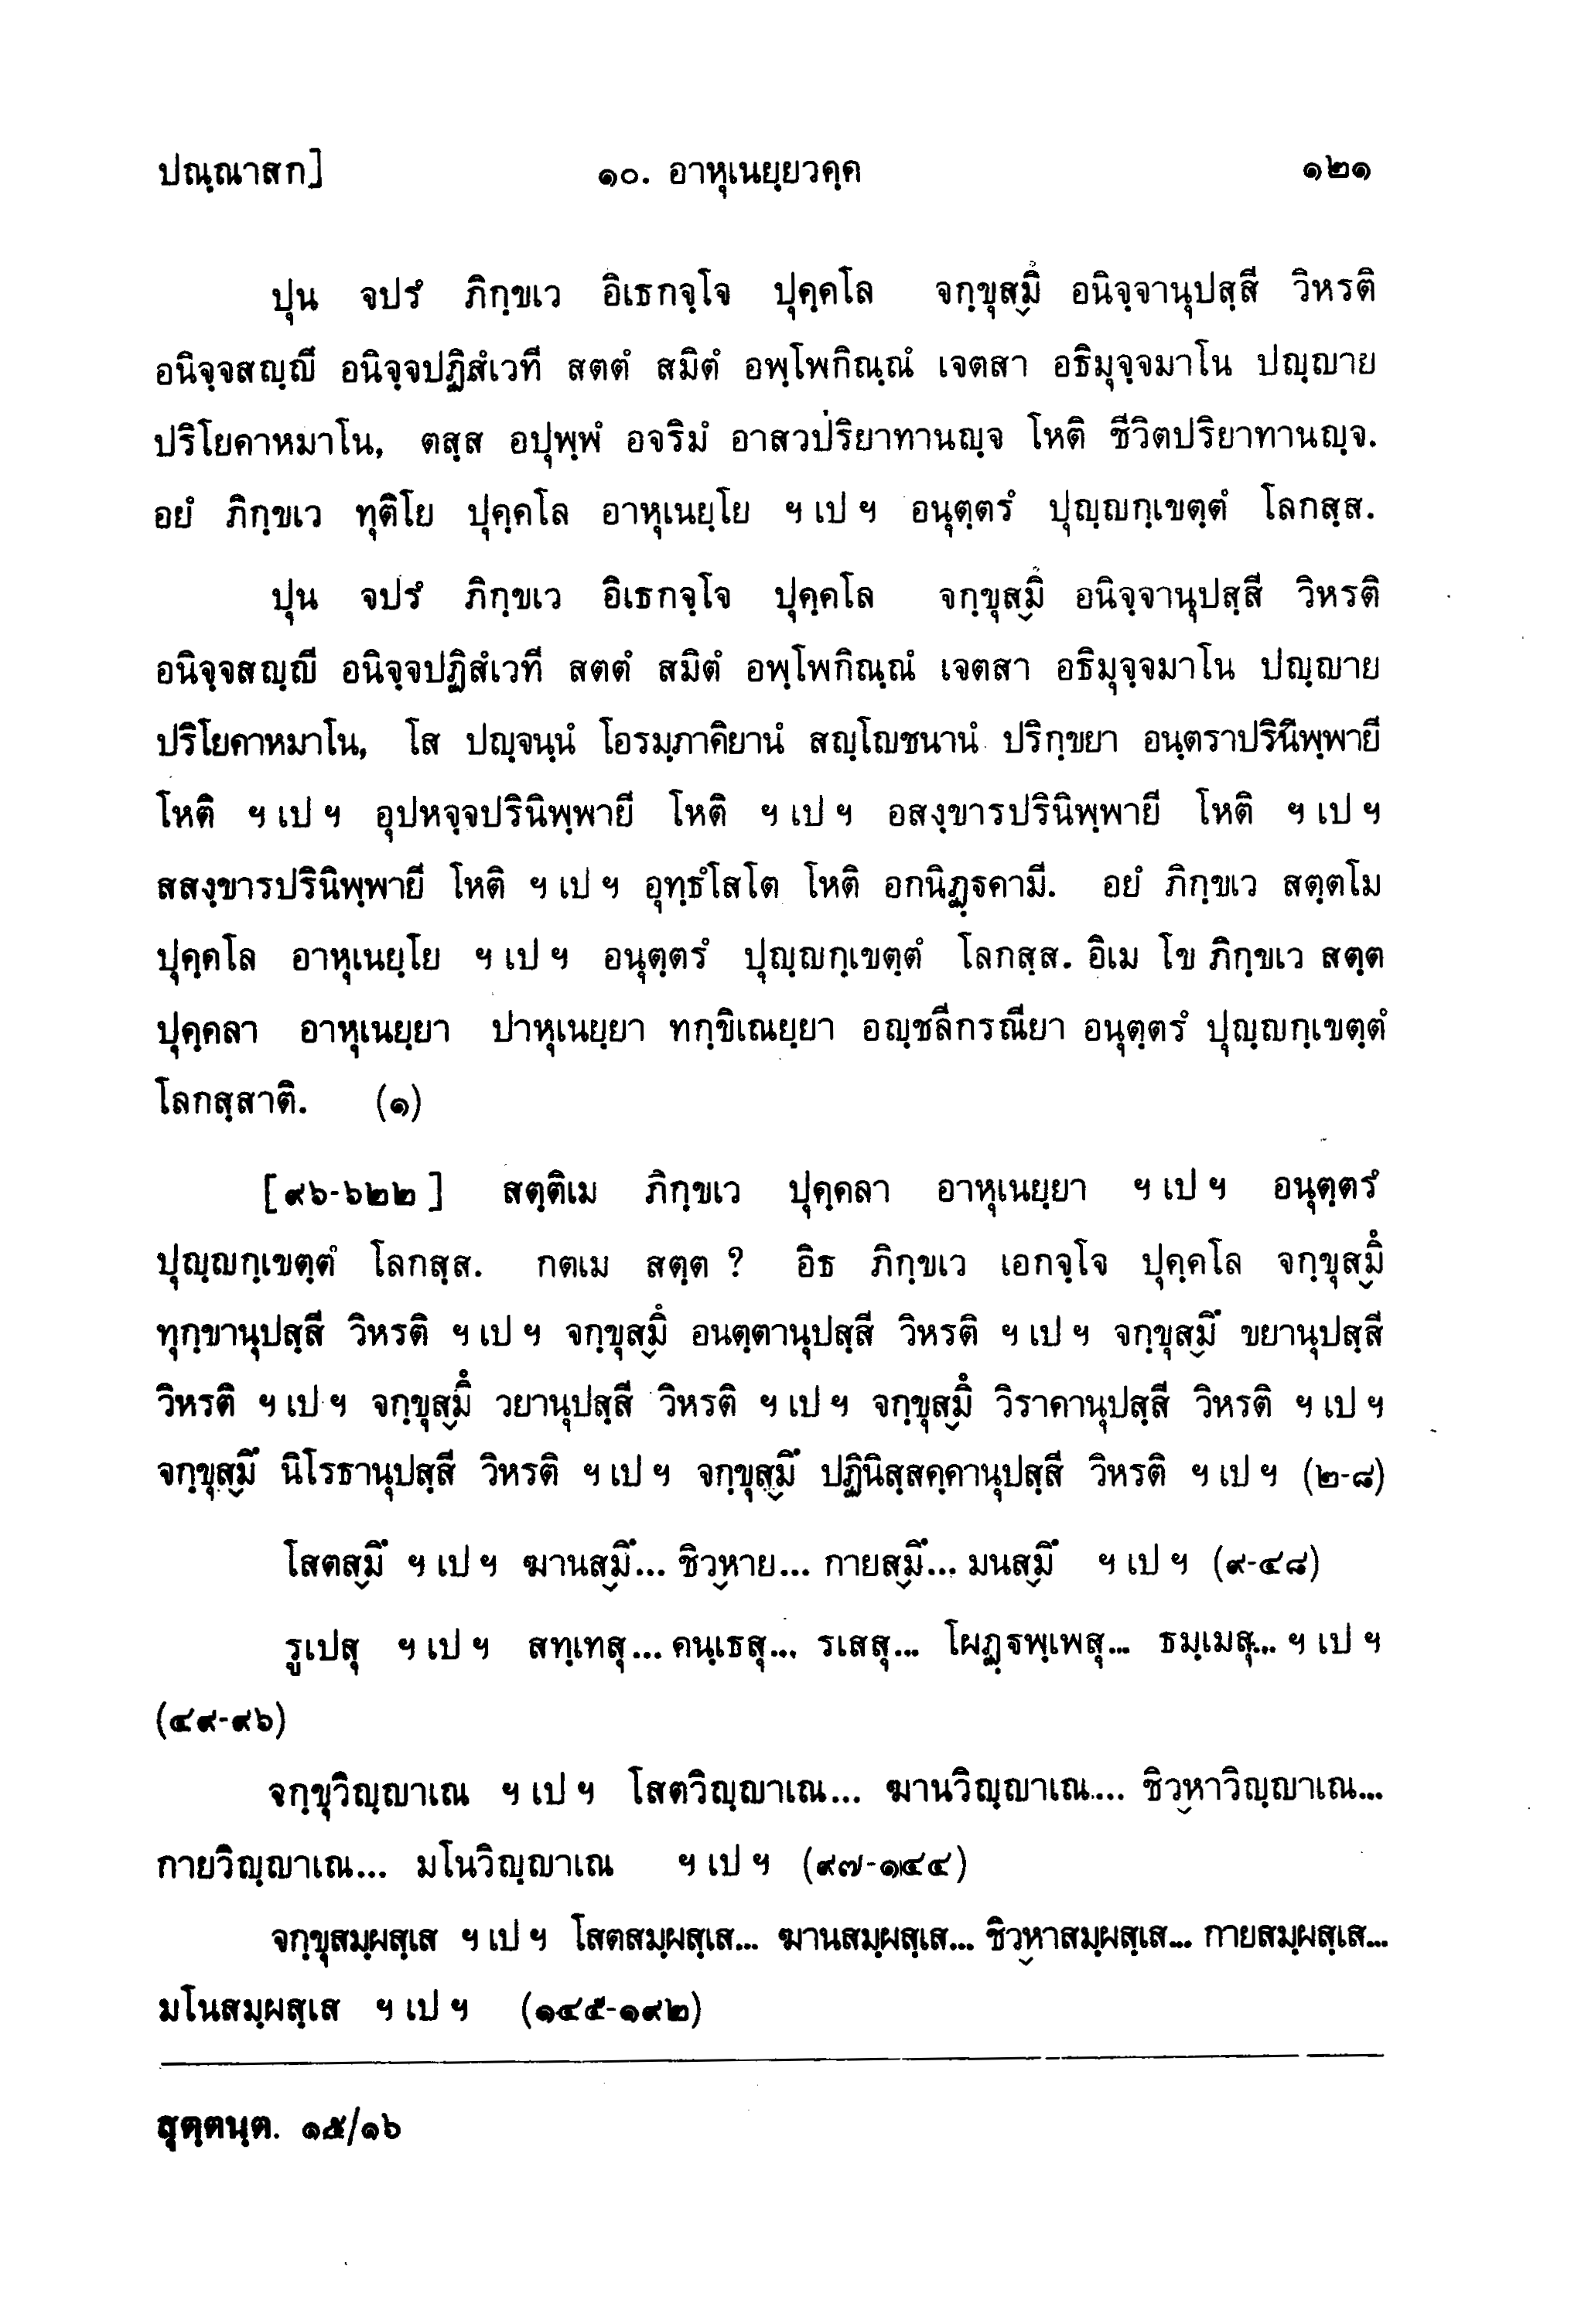 ปณฺณาสก] ๑๐. อาหุเนยฺยวคฺค ๑๒๑
ปุน จปรํ ภิกฺขเว อิเธกจฺโจ ปุคฺคโล จกฺขุสฺมึ อนิจฺจานุปสฺสี วิหรติ
อนิจฺจสญฺญี อนิจฺจปฏิสํเวที สตตํ สมิตํ อพฺโพกิณฺณํ เจตสา อธิมุจฺจมาโน ปญฺญาย
ปริโยคาหมาโน, ตสฺส อปุพฺพํ อจริมํ อาสวปริยาทานญฺจ โหติ ชีวิตปริยาทานญฺจ.
อยํ ภิกฺขเว ทุติโย ปุคฺคโล อาหุเนยฺโย ฯ เป ฯ อนุตฺตรํ ปุญฺญกฺเขตฺตํ โลกสฺส.
ปุน จปรํ ภิกฺขเว อิเธกจฺโจ ปุคฺคโล จกฺขุสฺมึ อนิจฺจานุปสฺสี วิหรติ
อนิจฺจสญฺญี อนิจฺจปฏิสํเวที สตตํ สมิตํ อพฺโพกิณฺณํ เจตสา อธิมุจฺจมาโน ปญฺญาย
ปริโยคาหมาโน, โส ปญฺจนฺนํ โอรมฺภาคิยานํ สญฺโญชนานํ ปริกฺขยา อนฺตราปรินิพฺพายี
โหติ ฯ เป ฯ อุปหจฺจปรินิพฺพายี โหติ ฯ เป ฯ อสงฺขารปรินิพฺพายี โหติ ฯ เป ฯ
สสงฺขารปรินิพฺพายี โหติ ฯ เป ฯ อุทฺธํโสโต โหติ อกนิฏฺฐคามี. อยํ ภิกฺขเว สตฺตโม
ปุคฺคโล อาหุเนยฺโย ฯ เป ฯ อนุตฺตรํ ปุญฺญกฺเขตฺตํ โลกสฺส. อิเม โข ภิกฺขเว สตฺต
ปุคฺคลา อาหุเนยฺยา ปาหุเนยฺยา ทกฺขิเณยฺยา อญฺชลีกรณียา อนุตฺตรํ ปุญฺญกฺเขตฺตํ
โลกสฺสาติ. (๑)
[๙๖-๖๒๒] สตฺติเม ภิกฺขเว ปุคฺคลา อาหุเนยฺยา ฯ เป ฯ อนุตฺตรํ
ปุญฺญกฺเขตฺตํ โลกสฺส. กตเม สตฺต ? อิธ ภิกฺขเว เอกจฺโจ ปุคฺคโล จกฺขุสฺมึ
ทุกฺขานุปสฺสี วิหรติ ฯ เป ฯ จกฺขุสฺมึ อนตฺตานุปสฺสี วิหรติ ฯ เป ฯ จกฺขุสฺมึ ขยานุปสฺสี
วิหรติ ฯ เป ฯ จกฺขุสฺมึ วยานุปสฺสี วิหรติ ฯ เป ฯ จกฺขุสฺมึ วิราคานุปสฺสี วิหรติ ฯ เป ฯ
จกฺขุสฺมึ นิโรธานุปสฺสี วิหรติ ฯ เป ฯ จกฺขุสฺมึ ปฏินิสฺสคฺคานุปสฺสี วิหรติ ฯ เป ฯ (๒-๘)
โสตสฺมึ ฯ เป ฯ ฆานสฺมึ... ชิวฺหาย... กายสฺมึ... มนสฺมึ ฯ เป ฯ (๙-๔๘)
รูเปสุ ฯ เป ฯ สทฺเทสุ... คนฺเธสุ... รเสสุ... โผฏฺฐพฺเพสุ... ธมฺเมสุ... ฯ เป ฯ
(๔๙-๙๖)
จกฺขุวิญฺญาเณ ฯ เป ฯ โสตวิญฺญาเณ... ฆานวิญฺญาเณ... ชิวฺหาวิญฺญาเณ...
กายวิญฺญาเณ... มโนวิญฺญาเณ ฯ เป ฯ (๙๗-๑๔๔)
จกฺขุสมฺผสฺเส ฯ เป ฯ โสตสมฺผสฺเส... ฆานสมฺผสฺเส... ชิวฺหาสมฺผสฺเส... กายสมฺผสฺเส...
มโนสมฺผสฺเส ฯ เป ฯ (๑๔๕-๑๙๒)
สุตฺตนฺต. ๑๕/๑๖